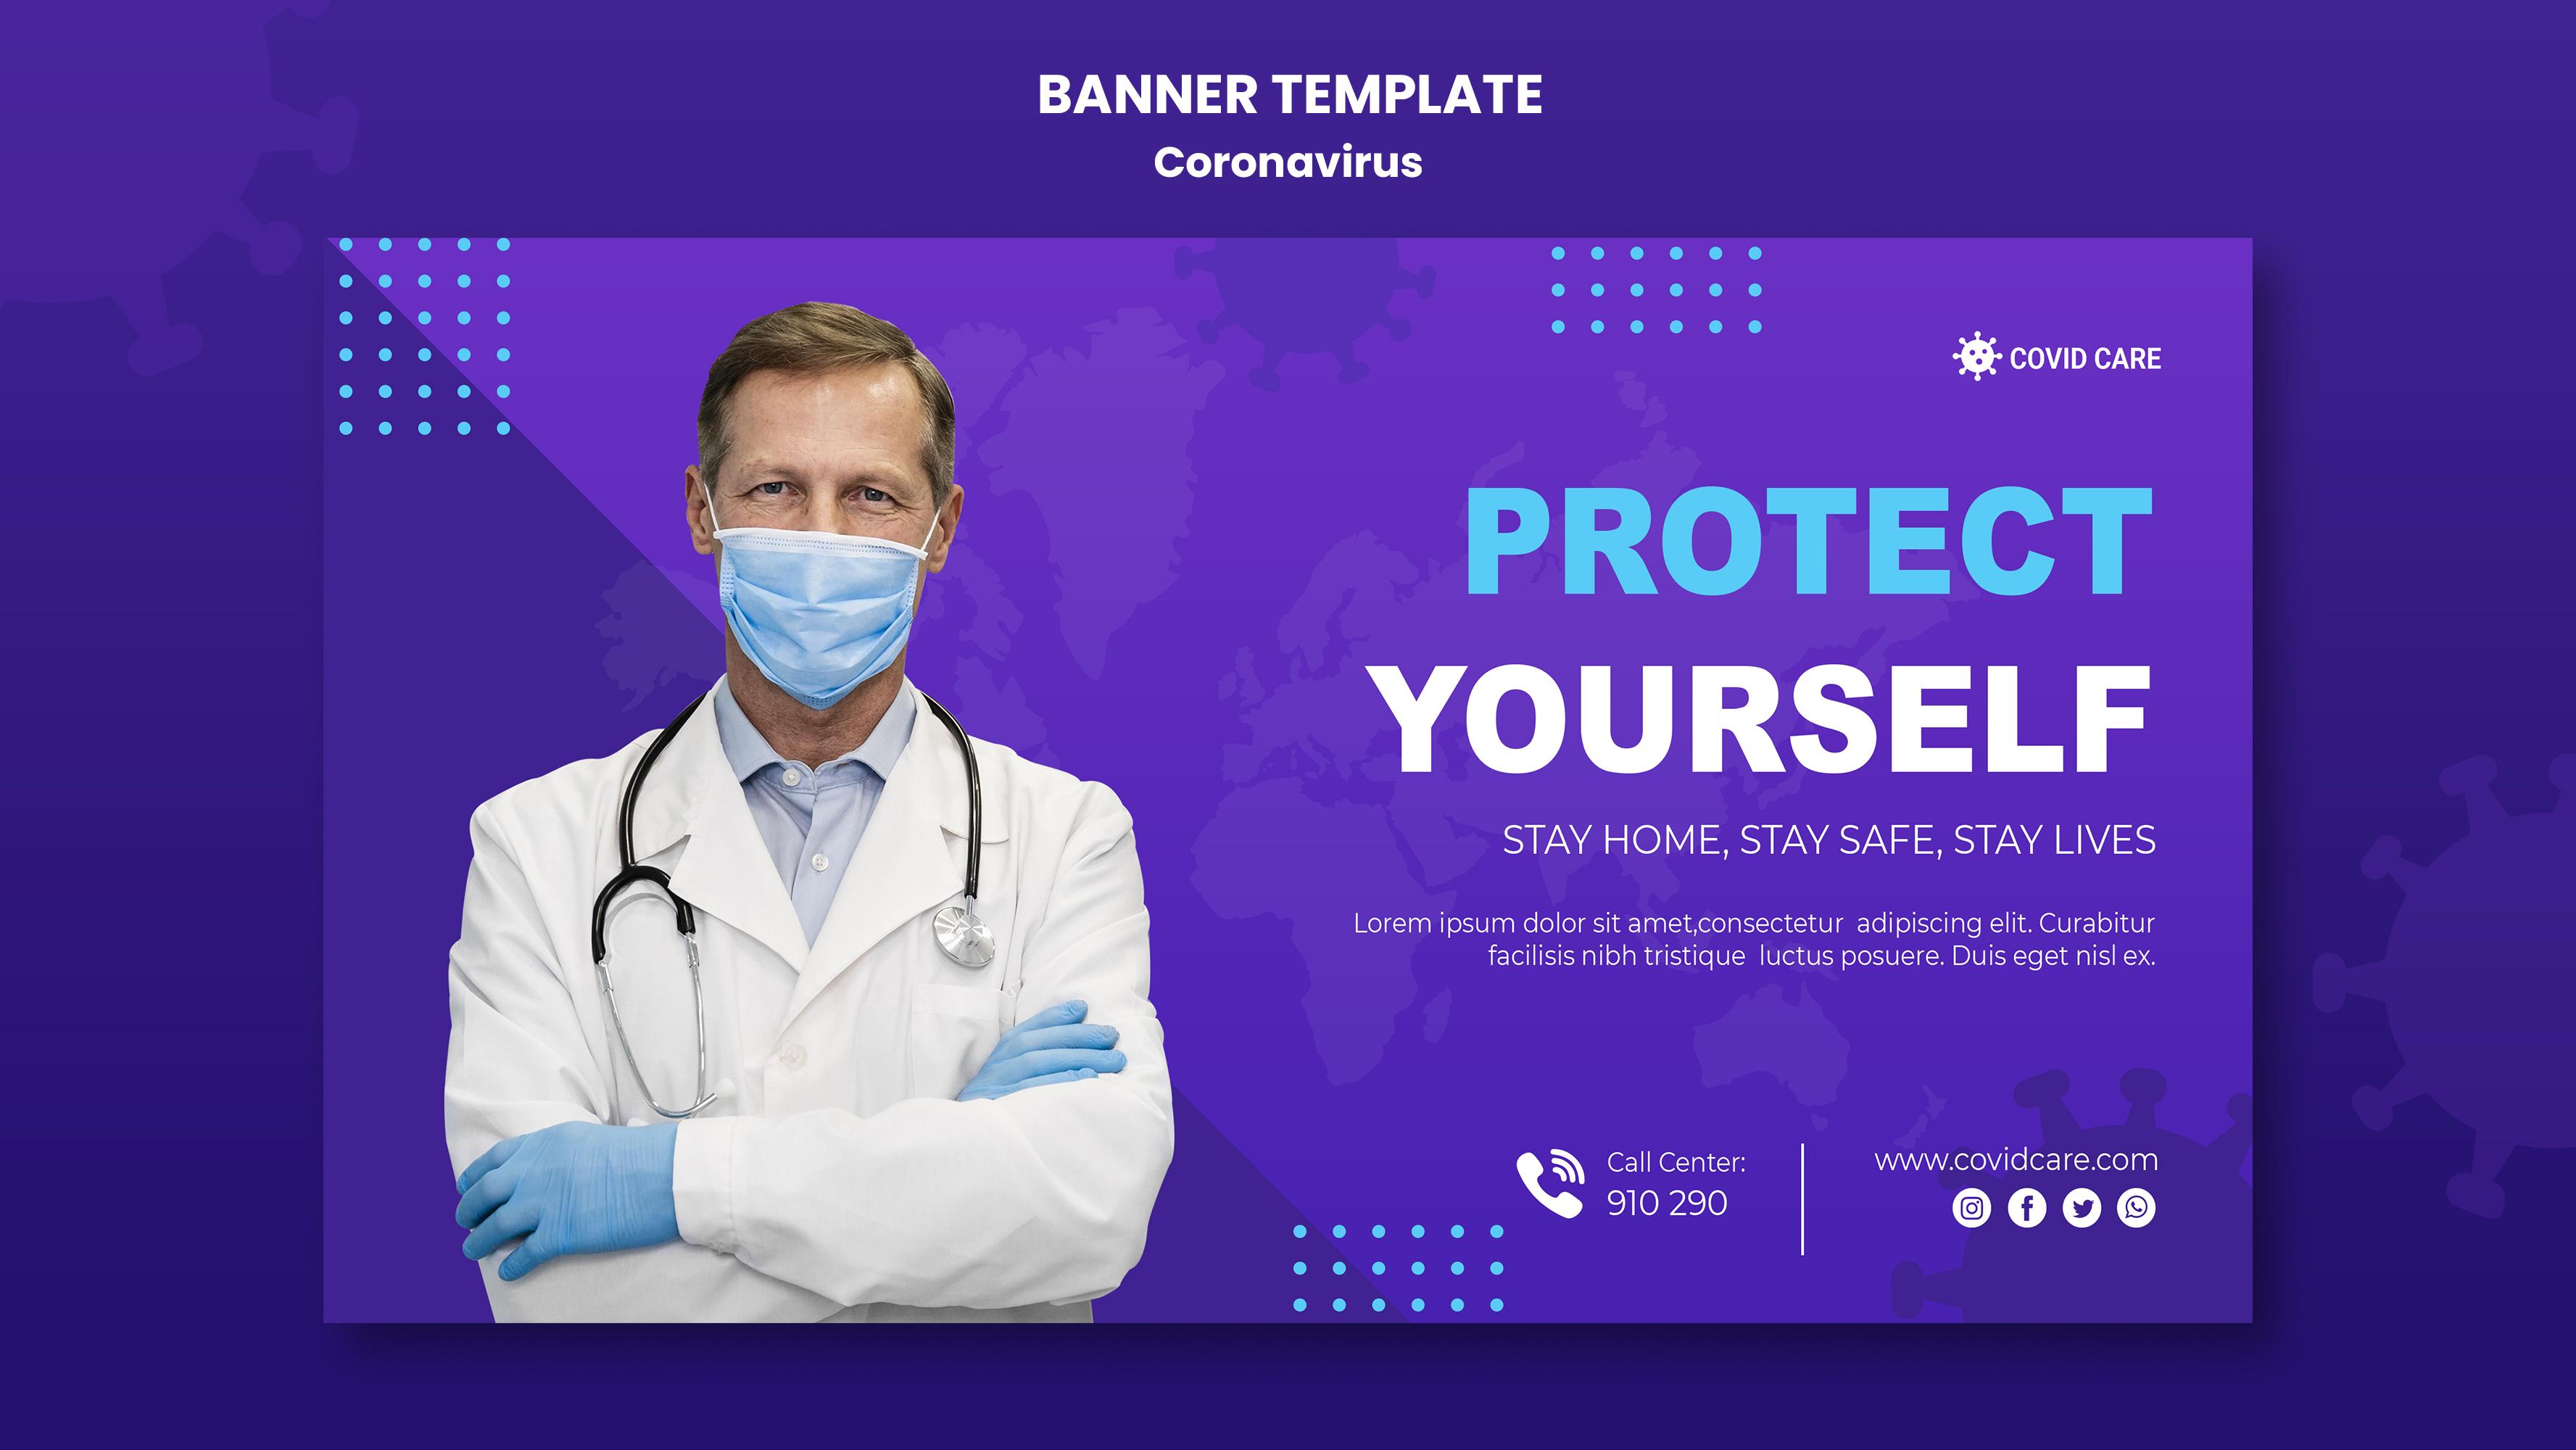 BANNER TEMPLATE
Coronavirus
COVID CARE
PROTECT
YOURSELF
STAY HOME, STAY SAFE, STAY LIVES
Lorem ipsum dolor sit amet,consectetur  adipiscing elit. Curabitur
facilisis nibh tristique  luctus posuere. Duis eget nisl ex.
Call Center:
910 290
www.covidcare.com